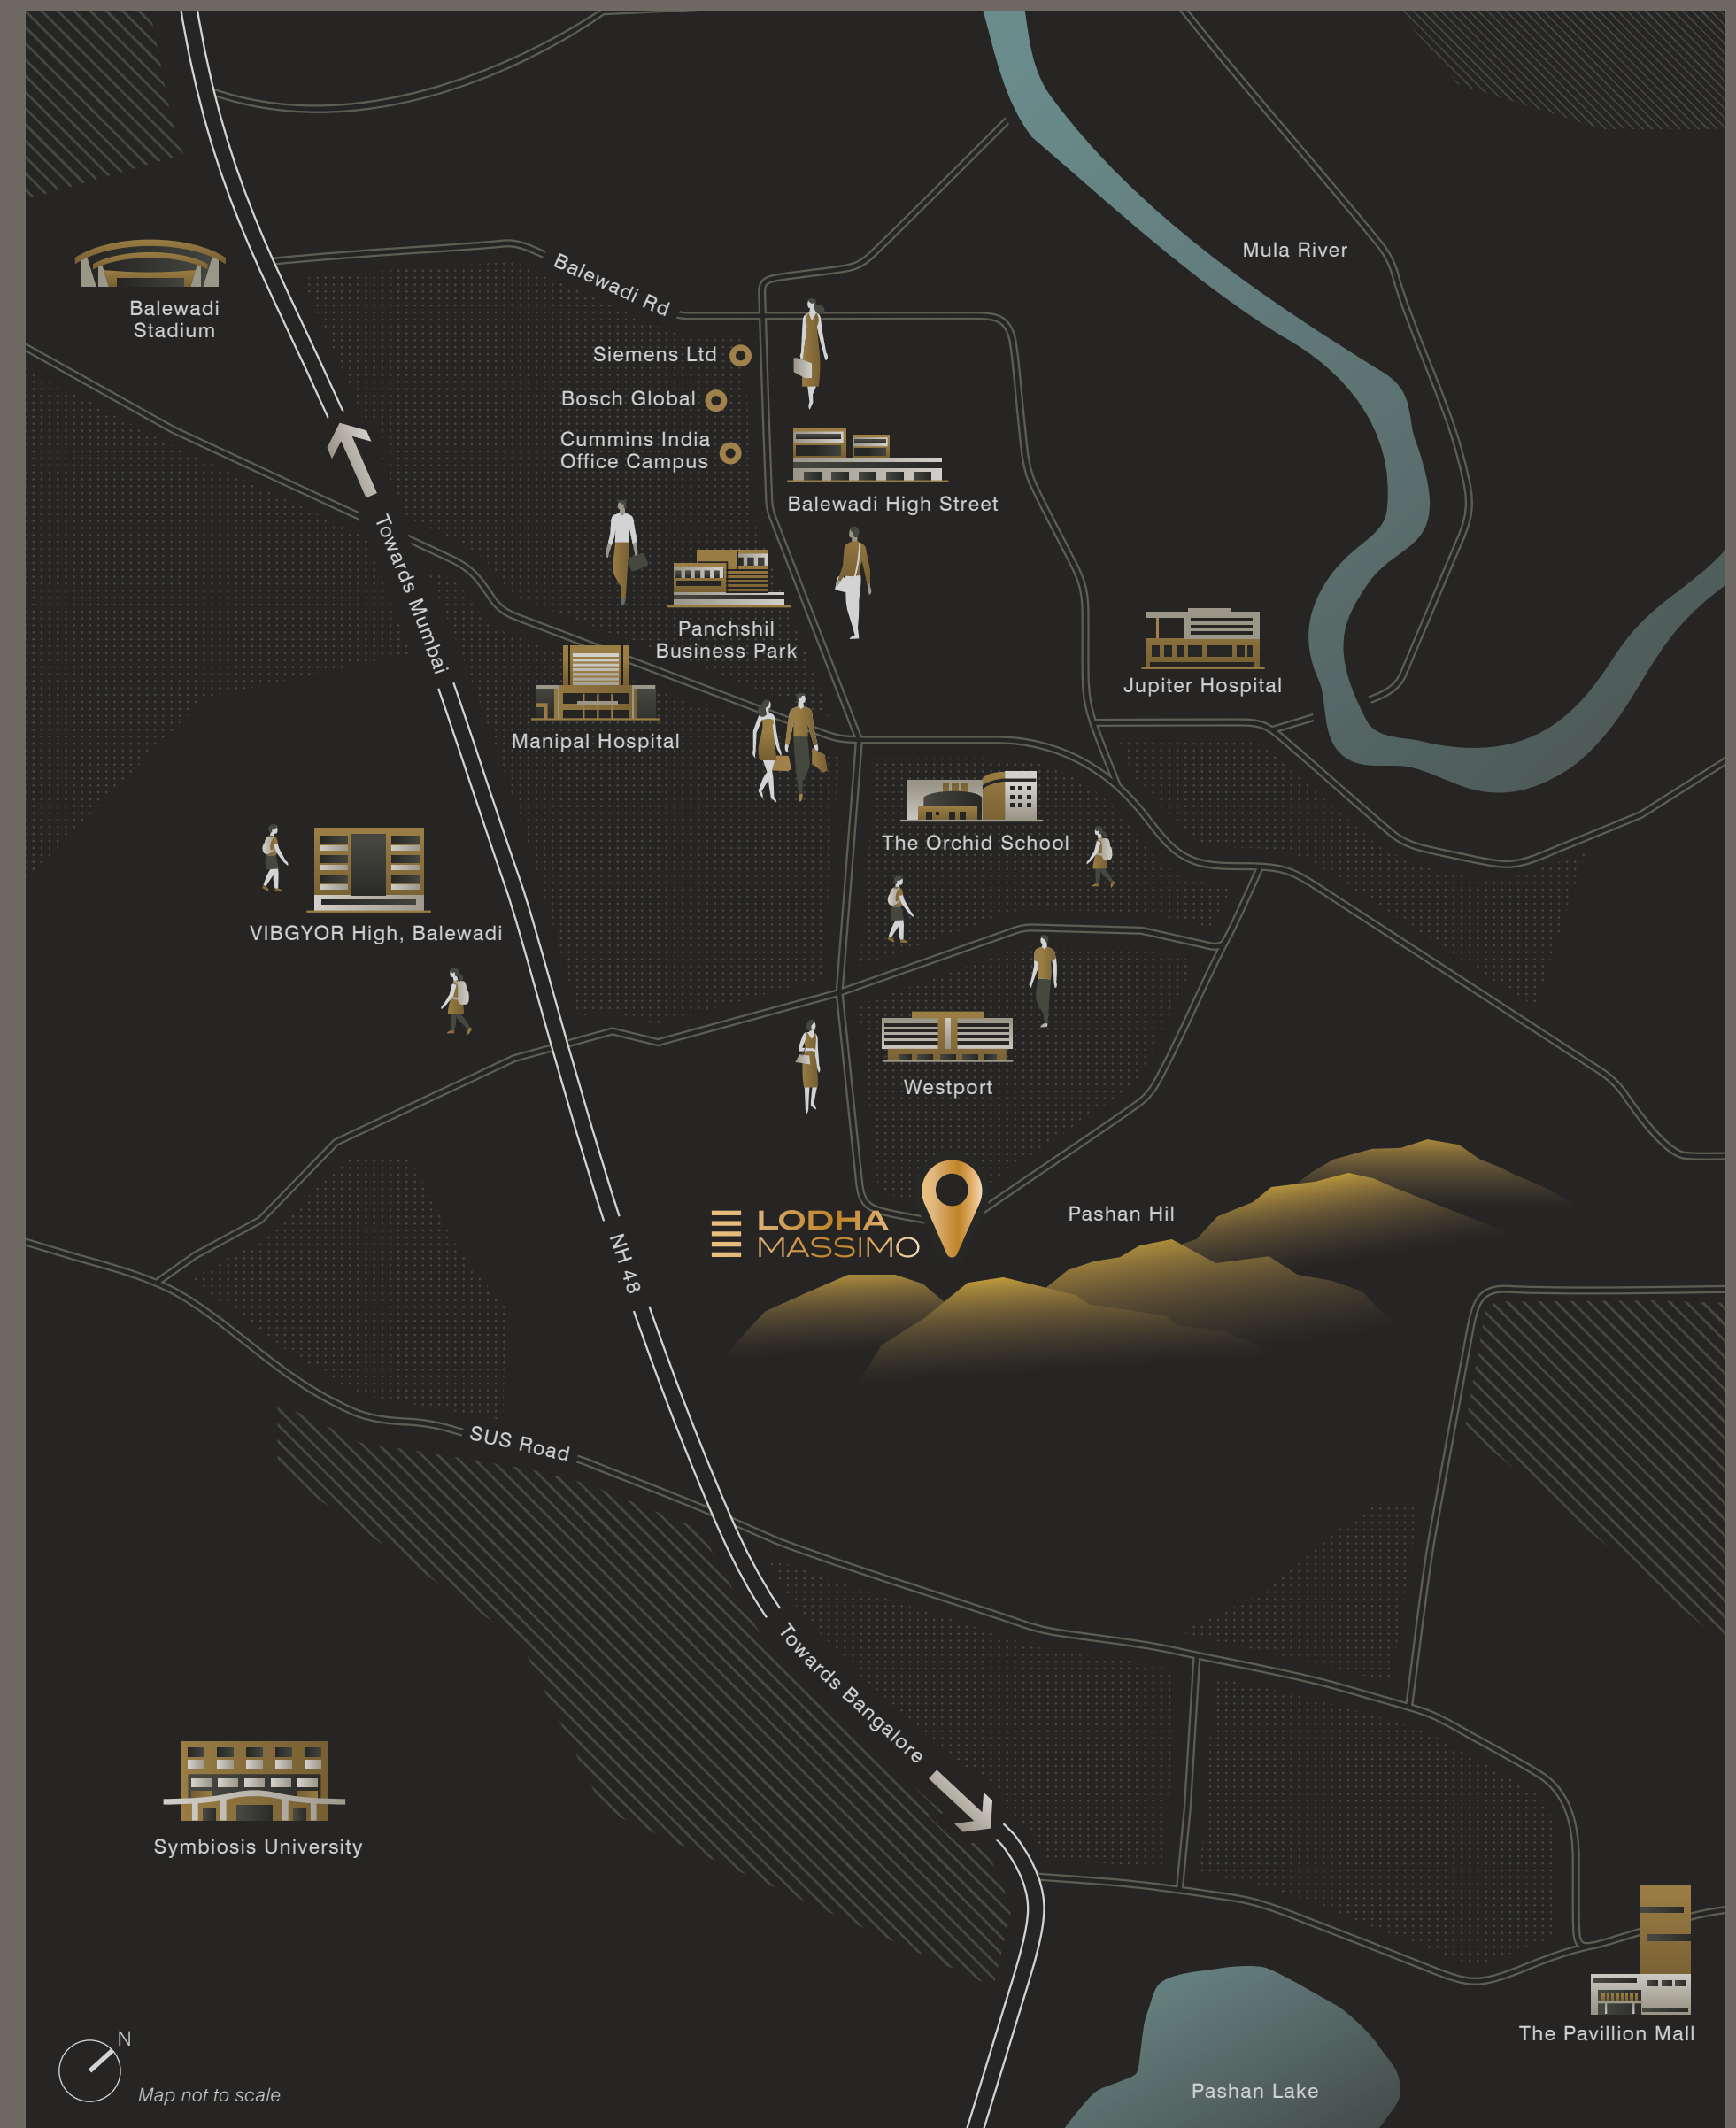 Mula River
Balewadi Rd
Balewadi
Stadium
Siemens Ltd
Bosch Global
Cummins India
Office Campus
Balewadi High Street
Towards Mumbai
Panchshil
Business Park
Jupiter Hospital
Manipal Hospital
The Orchid School
VIBGYOR High, Balewadi
Westport
LODHA
MASSIMO
Pashan Hil
NH 48
SUS Road
Towards Bangalore
Symbiosis University
The Pavillion Mall
N
Map not to scale
Pashan Lake